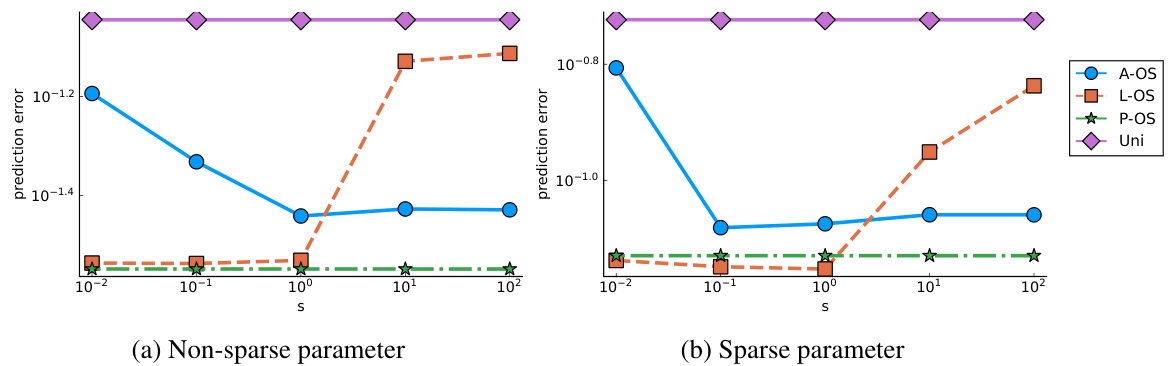 prediction error
10^{-1.2}
10^{-1.4}
10^{-2} 10^{-1} 10^{0} 10^{1} 10^{2}
s
(a) Non-sparse parameter
prediction error
10^{-0.8}
10^{-1.0}
10^{-2} 10^{-1} 10^{0} 10^{1} 10^{2}
s
(b) Sparse parameter
A-OS
L-OS
P-OS
Uni